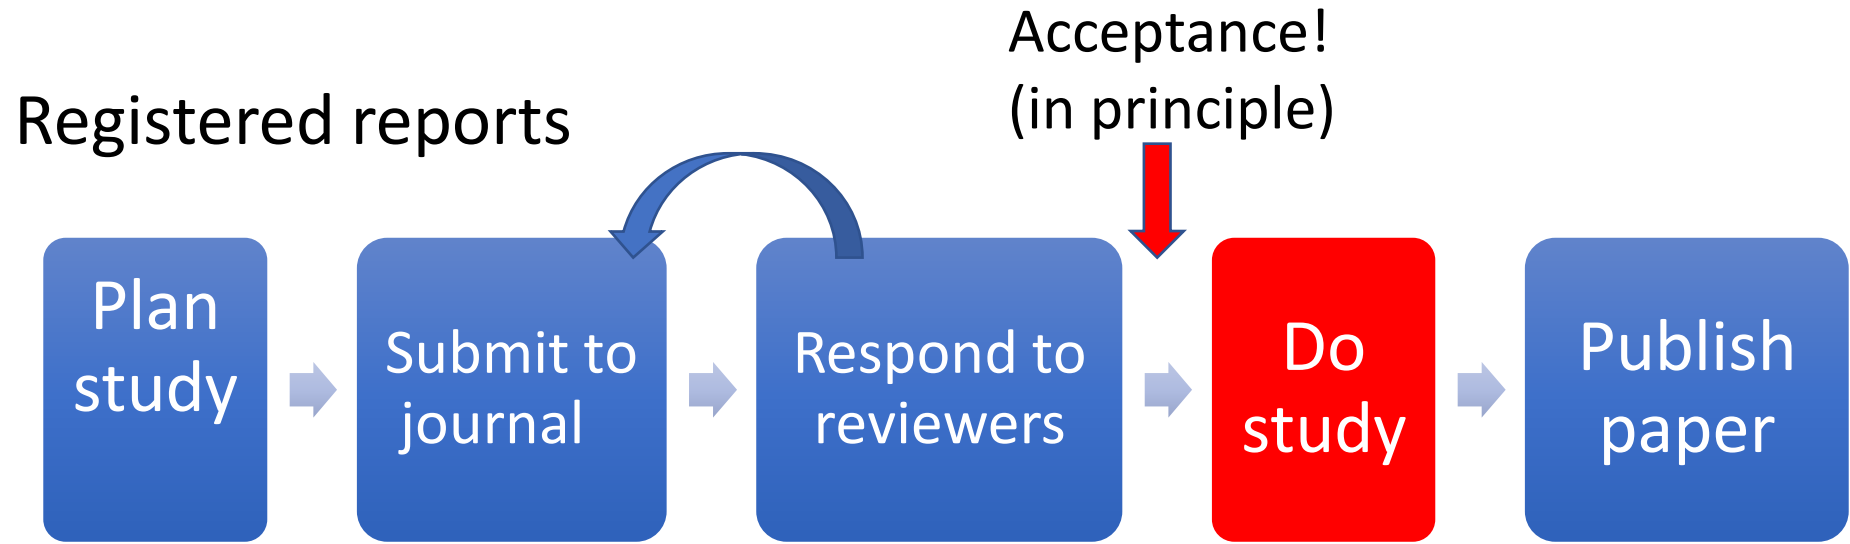 Acceptance!
(in principle)
Registered reports
Plan
study
Submit to
journal
Respond to
reviewers
Do
study
Publish
paper